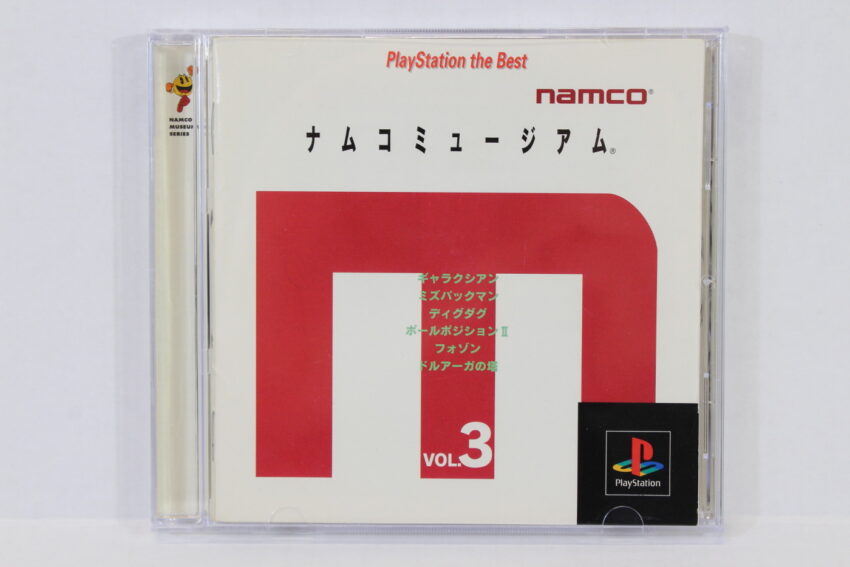 PlayStation the Best
namco®
ナムコミュージアム®
NAMCO
MUSEUM
SERIES
ギャラクシアン
ミズパックマン
ディグダグ
ポールポジションⅡ
フォゾン
ドルアーガの塔
VOL.3
PlayStation